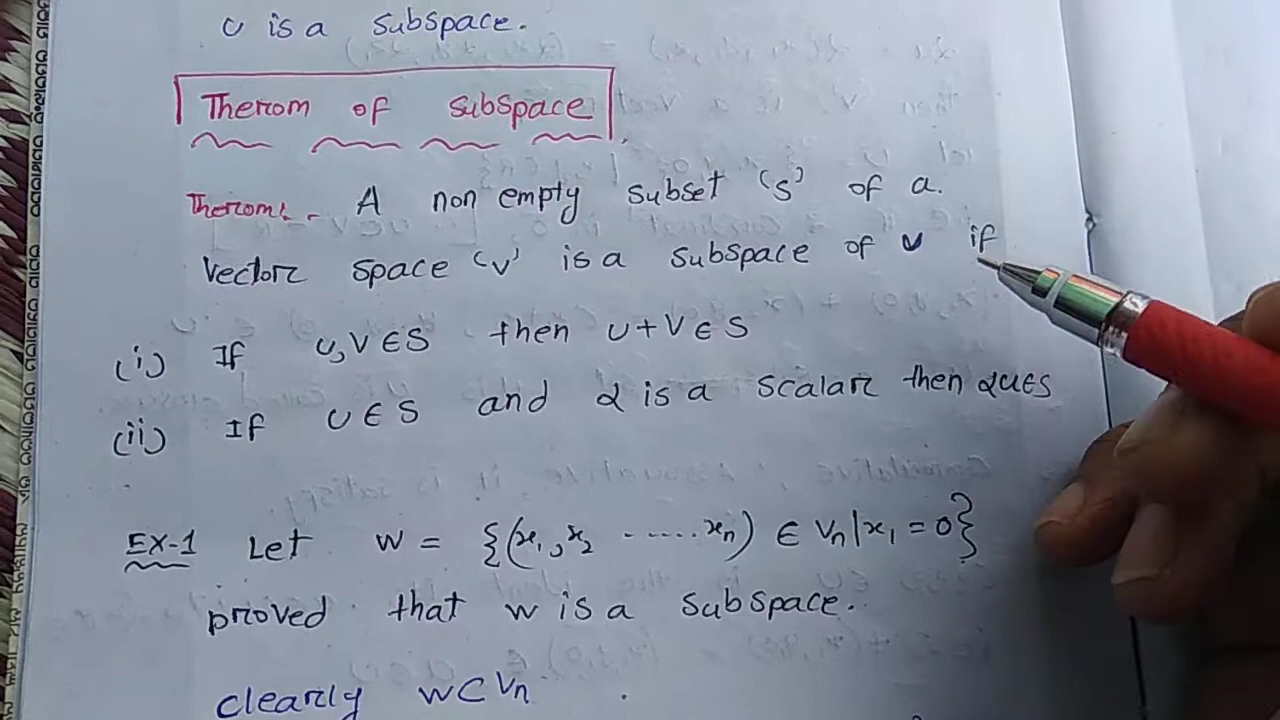 U is a subspace.
Therom of subspace
Therom:- A non empty subset 'S' of a.
Vector space 'V' is a subspace of V if
(i) If U, V ∈ S then U + V ∈ S
(ii) If U ∈ S and α is a scalar then αu∈S
EX-1 Let W = {(x₁, x₂ ...... xₙ) ∈ Vₙ | x₁ = 0}
proved that W is a subspace.
clearly W ⊂ Vₙ